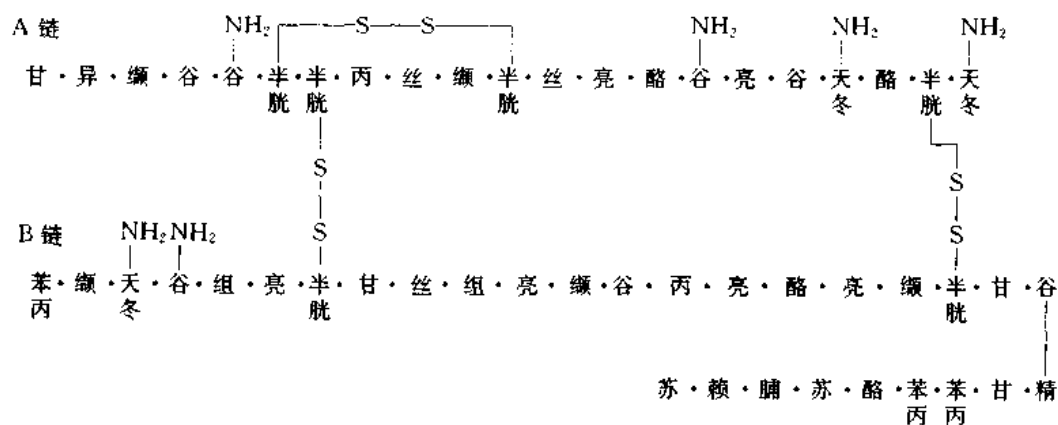 A 链 NH₂ S S NH₂ NH₂ NH₂
甘·异·缬·谷·谷·半胱·半胱·丙·丝·缬·半胱·丝·亮·酪·谷·亮·谷·天冬·酪·半胱·天冬
S S
S S
B 链 NH₂ NH₂
苯丙·缬·天冬·谷·组·亮·半胱·甘·丝·组·亮·缬·谷·丙·亮·酪·亮·缬·半胱·甘·谷
苏·赖·脯·苏·酪·苯丙·苯丙·甘·精